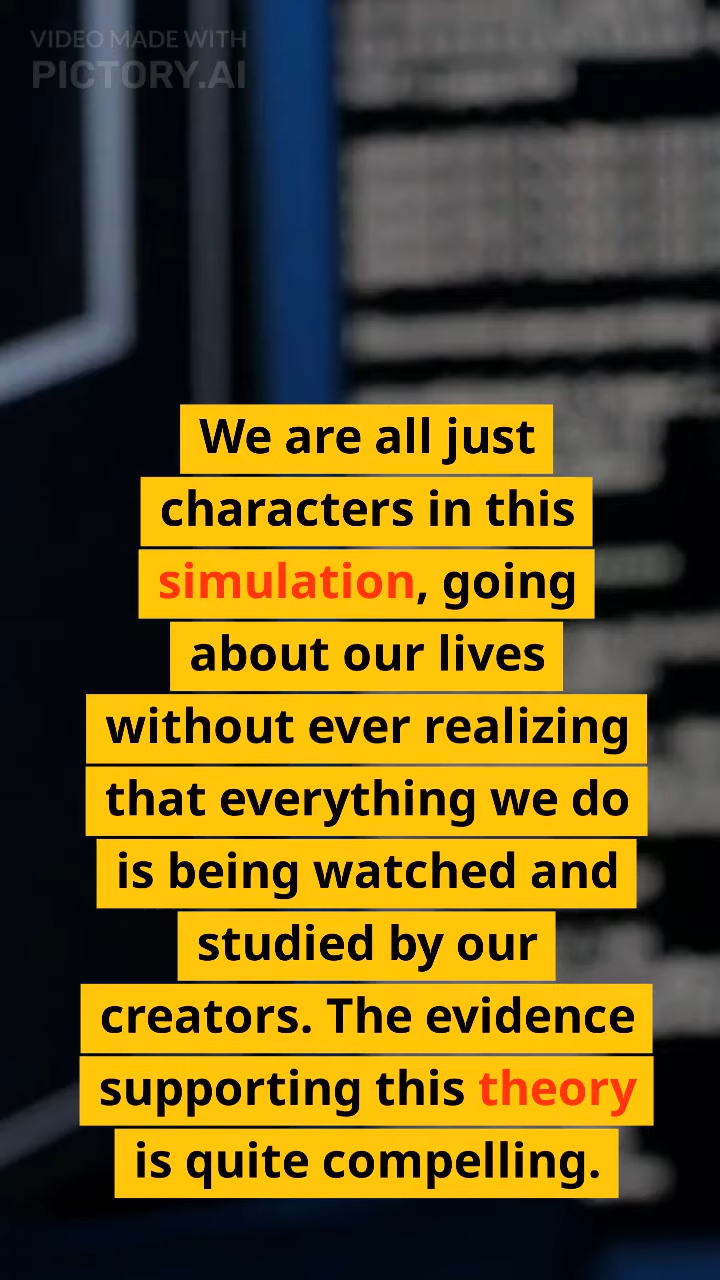 VIDEO MADE WITH
PICTORY.AI
We are all just
characters in this
simulation, going
about our lives
without ever realizing
that everything we do
is being watched and
studied by our
creators. The evidence
supporting this theory
is quite compelling.